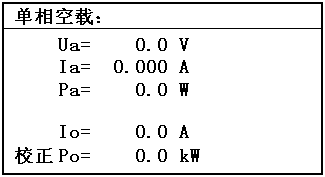 单相空载：
Ua= 0.0 V
Ia= 0.000 A
Pa= 0.0 W
Io= 0.0 A
校正Po= 0.0 kW